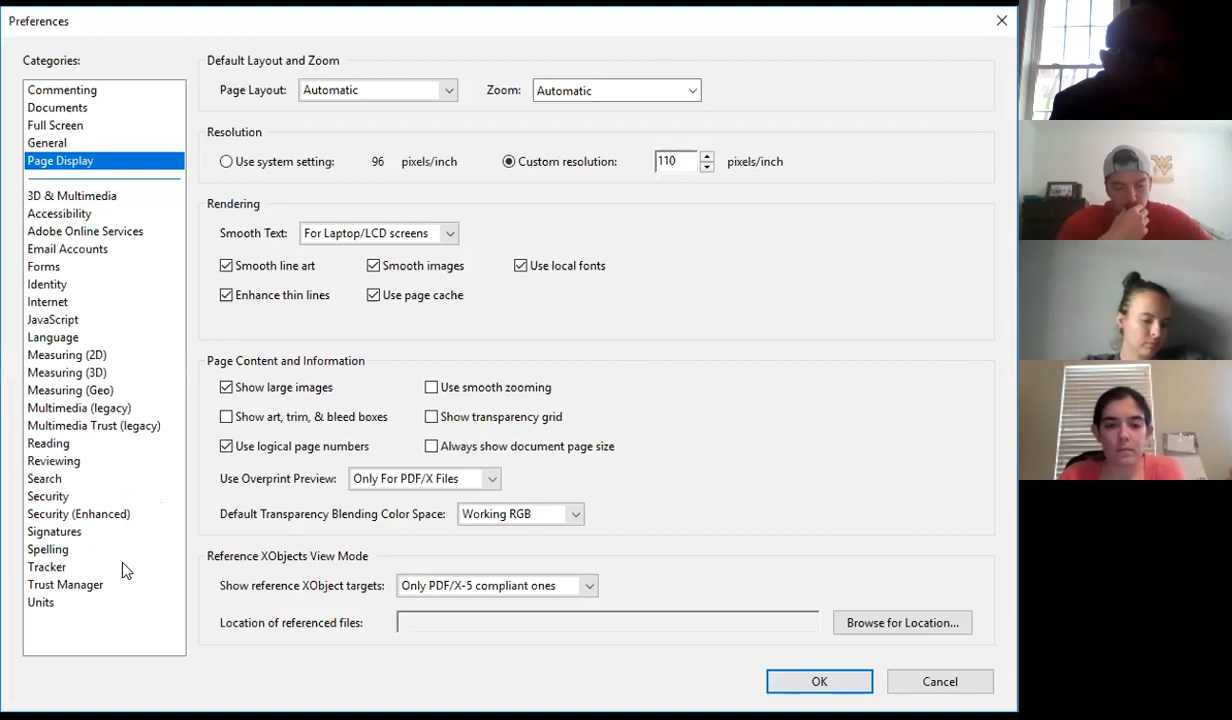 Preferences
Categories:
Commenting
Documents
Full Screen
General
Page Display
3D & Multimedia
Accessibility
Adobe Online Services
Email Accounts
Forms
Identity
Internet
JavaScript
Language
Measuring (2D)
Measuring (3D)
Measuring (Geo)
Multimedia (legacy)
Multimedia Trust (legacy)
Reading
Reviewing
Search
Security
Security (Enhanced)
Signatures
Spelling
Tracker
Trust Manager
Units
Default Layout and Zoom
Page Layout: Automatic Zoom: Automatic
Resolution
Use system setting: 96 pixels/inch Custom resolution: 110 pixels/inch
Rendering
Smooth Text: For Laptop/LCD screens
Smooth line art Smooth images Use local fonts
Enhance thin lines Use page cache
Page Content and Information
Show large images Use smooth zooming
Show art, trim, & bleed boxes Show transparency grid
Use logical page numbers Always show document page size
Use Overprint Preview: Only For PDF/X Files
Default Transparency Blending Color Space: Working RGB
Reference XObjects View Mode
Show reference XObject targets: Only PDF/X-5 compliant ones
Location of referenced files: Browse for Location...
OK Cancel